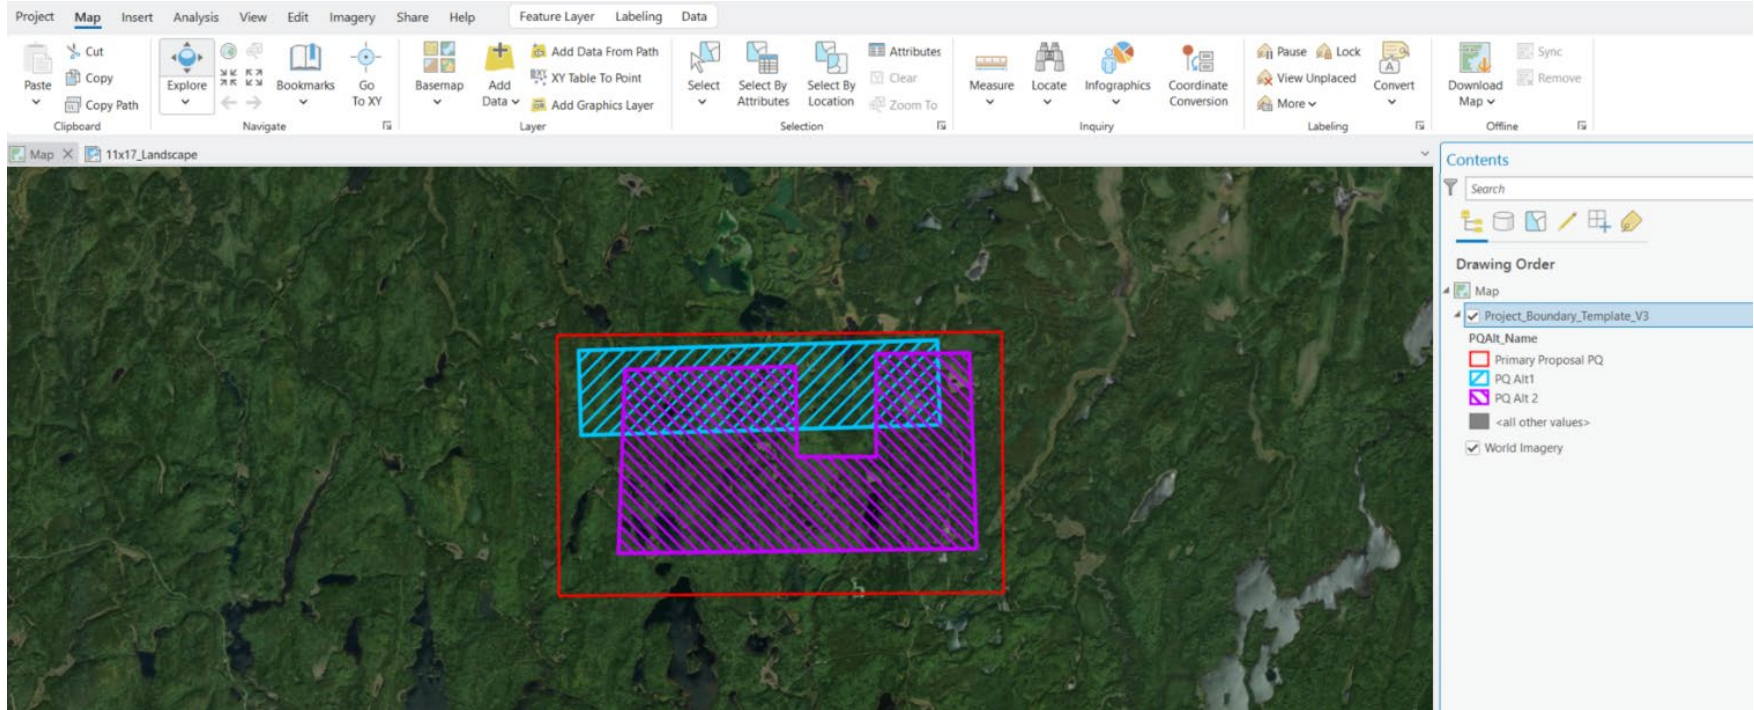 Project Map Insert Analysis View Edit Imagery Share Help Feature Layer Labeling Data
Paste
Cut
Copy
Copy Path
Clipboard
Explore
Bookmarks
Go
To XY
Navigate
Basemap
Add
Data
Add Data From Path
XY Table To Point
Add Graphics Layer
Layer
Select
Select By
Attributes
Select By
Location
Attributes
Clear
Zoom To
Selection
Measure
Locate
Infographics
Coordinate
Conversion
Inquiry
Pause
Lock
View Unplaced
More
Convert
Labeling
Download
Map
Sync
Remove
Offline
Map
11x17_Landscape
Contents
Search
Drawing Order
Map
Project_Boundary_Template_V3
PQAlt_Name
Primary Proposal PQ
PQ Alt1
PQ Alt 2
<all other values>
World Imagery